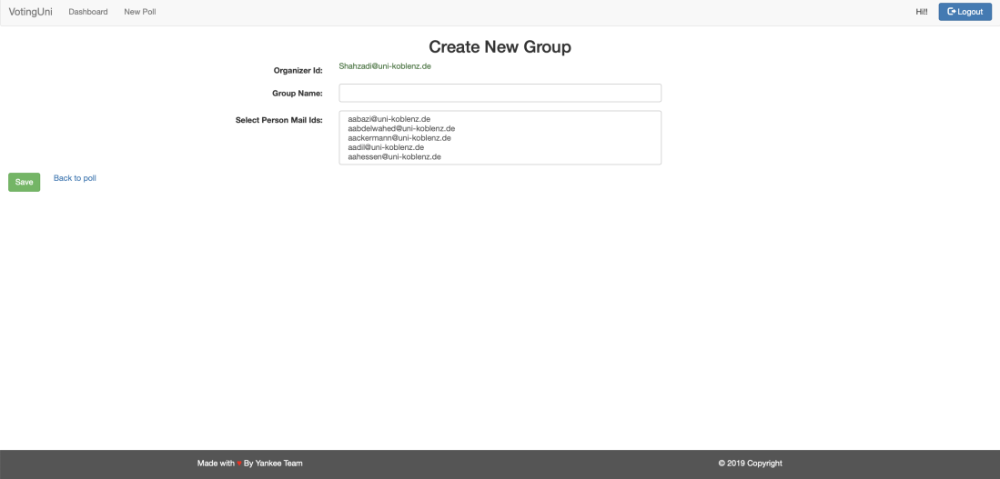 VotingUni Dashboard New Poll Hi!! Logout
Create New Group
Organizer Id: Shahzadi@uni-koblenz.de
Group Name:
Select Person Mail Ids: aabazi@uni-koblenz.de
aabdelwahed@uni-koblenz.de
aackermann@uni-koblenz.de
aadil@uni-koblenz.de
aahessen@uni-koblenz.de
Save Back to poll
Made with ♥ By Yankee Team © 2019 Copyright